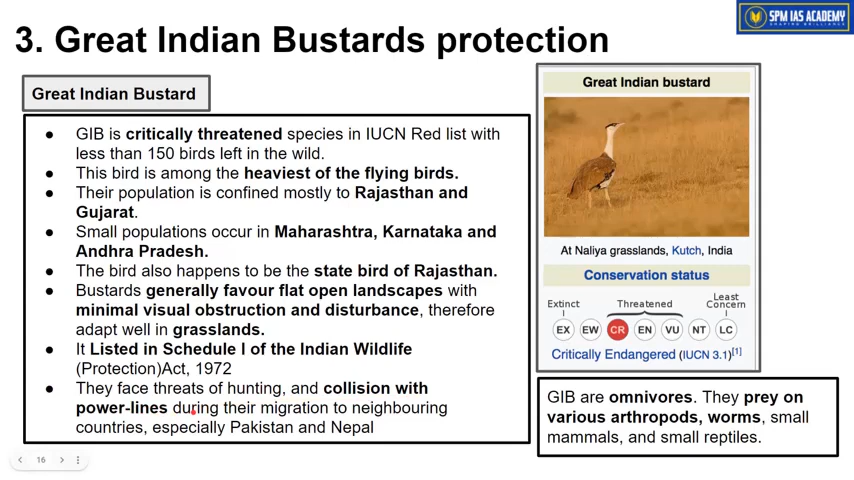 SPM IAS ACADEMY
SHAPING BRILLIANCE
3. Great Indian Bustards protection
Great Indian Bustard
● GIB is critically threatened species in IUCN Red list with
less than 150 birds left in the wild.
● This bird is among the heaviest of the flying birds.
● Their population is confined mostly to Rajasthan and
Gujarat.
● Small populations occur in Maharashtra, Karnataka and
Andhra Pradesh.
● The bird also happens to be the state bird of Rajasthan.
● Bustards generally favour flat open landscapes with
minimal visual obstruction and disturbance, therefore
adapt well in grasslands.
● It Listed in Schedule I of the Indian Wildlife
(Protection)Act, 1972
● They face threats of hunting, and collision with
power-lines during their migration to neighbouring
countries, especially Pakistan and Nepal
Great Indian bustard
At Naliya grasslands, Kutch, India
Conservation status
Extinct Threatened Least
Concern
EX EW CR EN VU NT LC
Critically Endangered (IUCN 3.1)[1]
GIB are omnivores. They prey on
various arthropods, worms, small
mammals, and small reptiles.
16